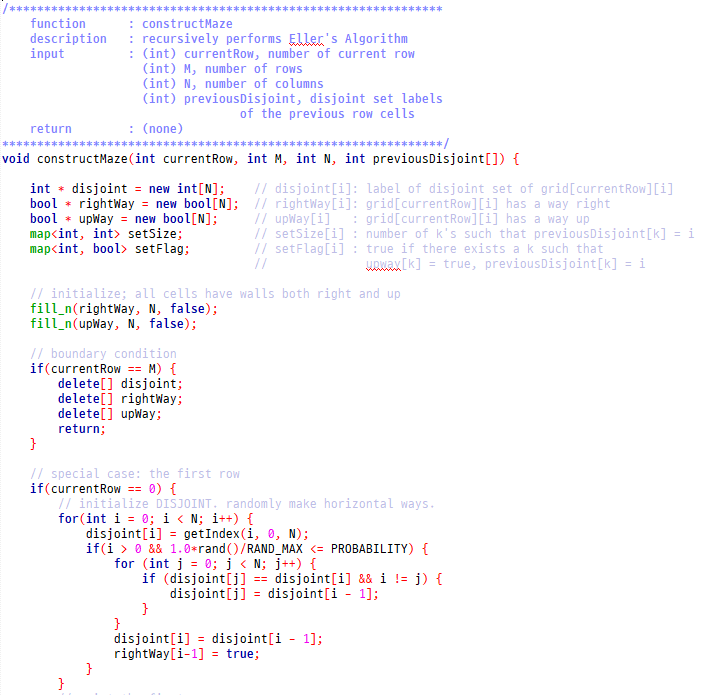 /**************************************************************
    function      : constructMaze
    description   : recursively performs Eller's Algorithm
    input         : (int) currentRow, number of current row
                    (int) M, number of rows
                    (int) N, number of columns
                    (int) previousDisjoint, disjoint set labels
                                  of the previous row cells
    return        : (none)
***************************************************************/
void constructMaze(int currentRow, int M, int N, int previousDisjoint[]) {
    int * disjoint = new int[N];    // disjoint[i]: label of disjoint set of grid[currentRow][i]
    bool * rightWay = new bool[N];  // rightWay[i]: grid[currentRow][i] has a way right
    bool * upWay = new bool[N];     // upWay[i]   : grid[currentRow][i] has a way up
    map<int, int> setSize;          // setSize[i] : number of k's such that previousDisjoint[k] = i
    map<int, bool> setFlag;         // setFlag[i] : true if there exists a k such that
                                    //              upway[k] = true, previousDisjoint[k] = i
    // initialize; all cells have walls both right and up
    fill_n(rightWay, N, false);
    fill_n(upWay, N, false);
    // boundary condition
    if(currentRow == M) {
        delete[] disjoint;
        delete[] rightWay;
        delete[] upWay;
        return;
    }
    // special case: the first row
    if(currentRow == 0) {
        // initialize DISJOINT. randomly make horizontal ways.
        for(int i = 0; i < N; i++) {
            disjoint[i] = getIndex(i, 0, N);
            if(i > 0 && 1.0*rand()/RAND_MAX <= PROBABILITY) {
                for (int j = 0; j < N; j++) {
                    if (disjoint[j] == disjoint[i] && i != j) {
                        disjoint[j] = disjoint[i - 1];
                    }
                }
                disjoint[i] = disjoint[i - 1];
                rightWay[i-1] = true;
            }
        }